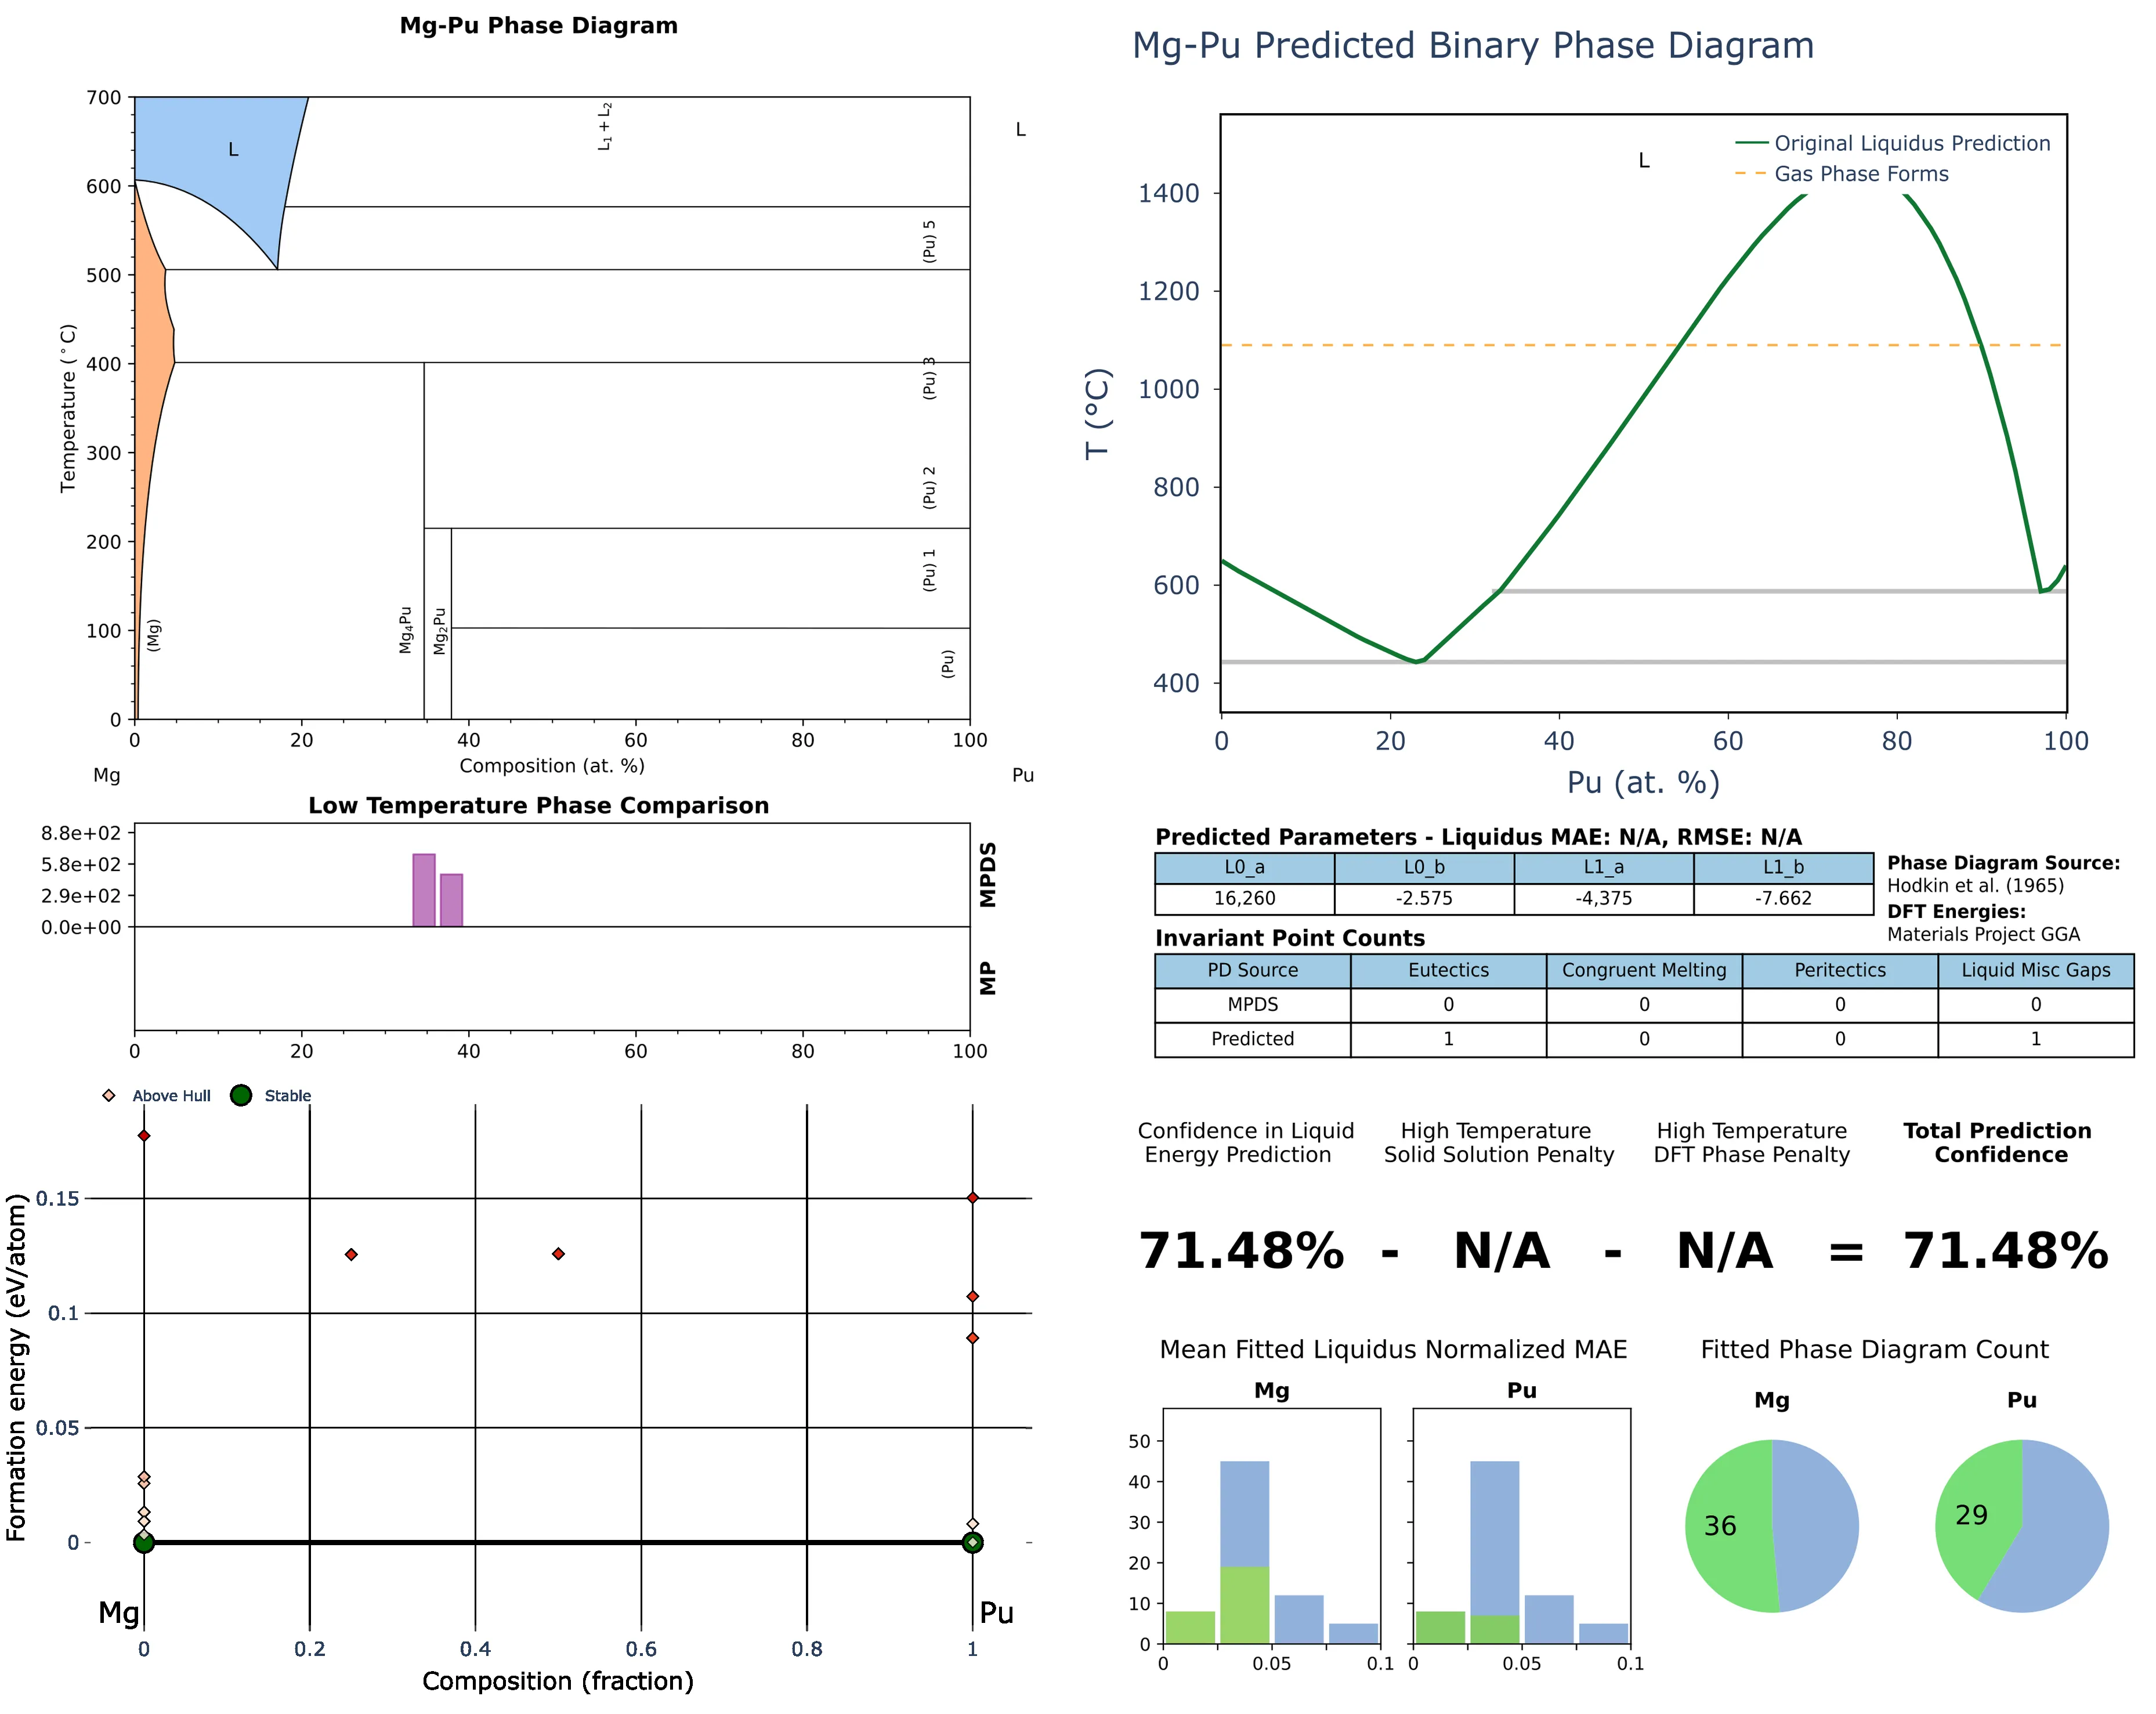 Mg-Pu Phase Diagram
700
600
500
400
300
200
100
0
Temperature (°C)
L
L₁ + L₂
L
(Pu) 5
(Pu) 3
(Pu) 2
(Pu) 1
(Pu)
(Mg)
Mg₄Pu
Mg₂Pu
0 20 40 60 80 100
Composition (at. %)
Mg Pu
Low Temperature Phase Comparison
8.8e+02
5.8e+02
2.9e+02
0.0e+00
MPDS
MP
0 20 40 60 80 100
Above Hull Stable
0.15
0.1
0.05
0
Formation energy (eV/atom)
Mg Pu
0 0.2 0.4 0.6 0.8 1
Composition (fraction)
Mg-Pu Predicted Binary Phase Diagram
L
Original Liquidus Prediction
Gas Phase Forms
1400
1200
1000
800
600
400
T (°C)
0 20 40 60 80 100
Pu (at. %)
Predicted Parameters - Liquidus MAE: N/A, RMSE: N/A
L0_a L0_b L1_a L1_b
16,260 -2.575 -4,375 -7.662
Phase Diagram Source:
Hodkin et al. (1965)
DFT Energies:
Materials Project GGA
Invariant Point Counts
PD Source Eutectics Congruent Melting Peritectics Liquid Misc Gaps
MPDS 0 0 0 0
Predicted 1 0 0 1
Confidence in Liquid
Energy Prediction
High Temperature
Solid Solution Penalty
High Temperature
DFT Phase Penalty
Total Prediction
Confidence
71.48% - N/A - N/A = 71.48%
Mean Fitted Liquidus Normalized MAE
Mg Pu
50
40
30
20
10
0
0 0.05 0.1 0 0.05 0.1
Fitted Phase Diagram Count
Mg Pu
36 29